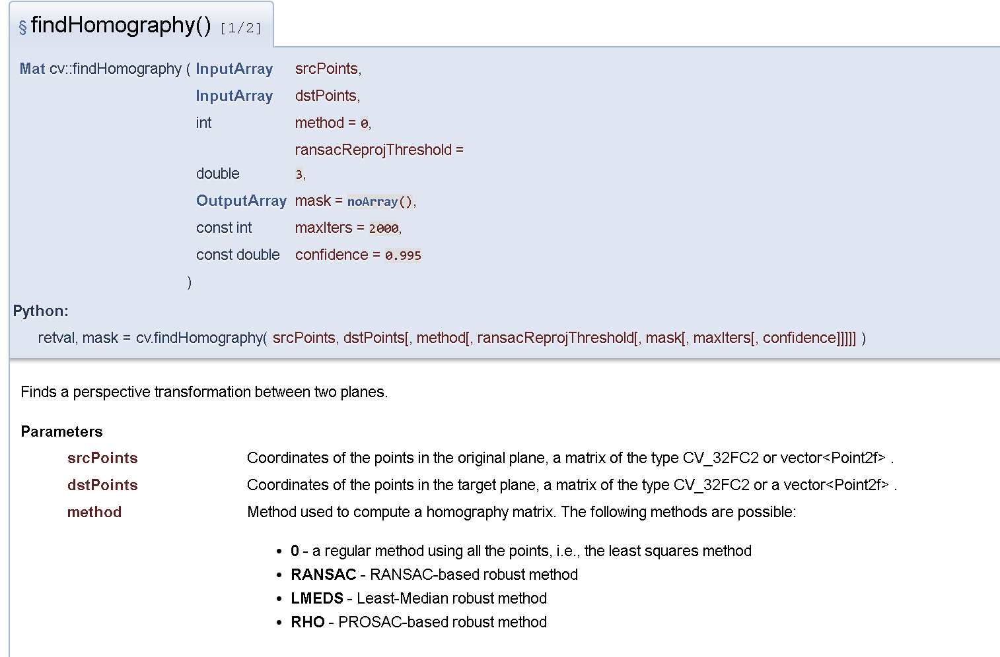 § findHomography() [1/2]
Mat cv::findHomography ( InputArray srcPoints,
InputArray dstPoints,
int method = 0,
ransacReprojThreshold =
double 3,
OutputArray mask = noArray(),
const int maxIters = 2000,
const double confidence = 0.995
)
Python:
retval, mask = cv.findHomography( srcPoints, dstPoints[, method[, ransacReprojThreshold[, mask[, maxIters[, confidence]]]]] )
Finds a perspective transformation between two planes.
Parameters
srcPoints Coordinates of the points in the original plane, a matrix of the type CV_32FC2 or vector<Point2f> .
dstPoints Coordinates of the points in the target plane, a matrix of the type CV_32FC2 or a vector<Point2f> .
method Method used to compute a homography matrix. The following methods are possible:
• 0 - a regular method using all the points, i.e., the least squares method
• RANSAC - RANSAC-based robust method
• LMEDS - Least-Median robust method
• RHO - PROSAC-based robust method